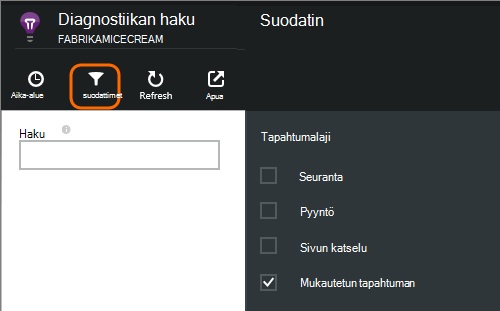 Diagnostiikan haku
FABRIKAMICECREAM
Aika-alue
suodattimet
Refresh
Apua
Haku
Suodatin
Tapahtumalaji
Seuranta
Pyyntö
Sivun katselu
Mukautetun tapahtuman